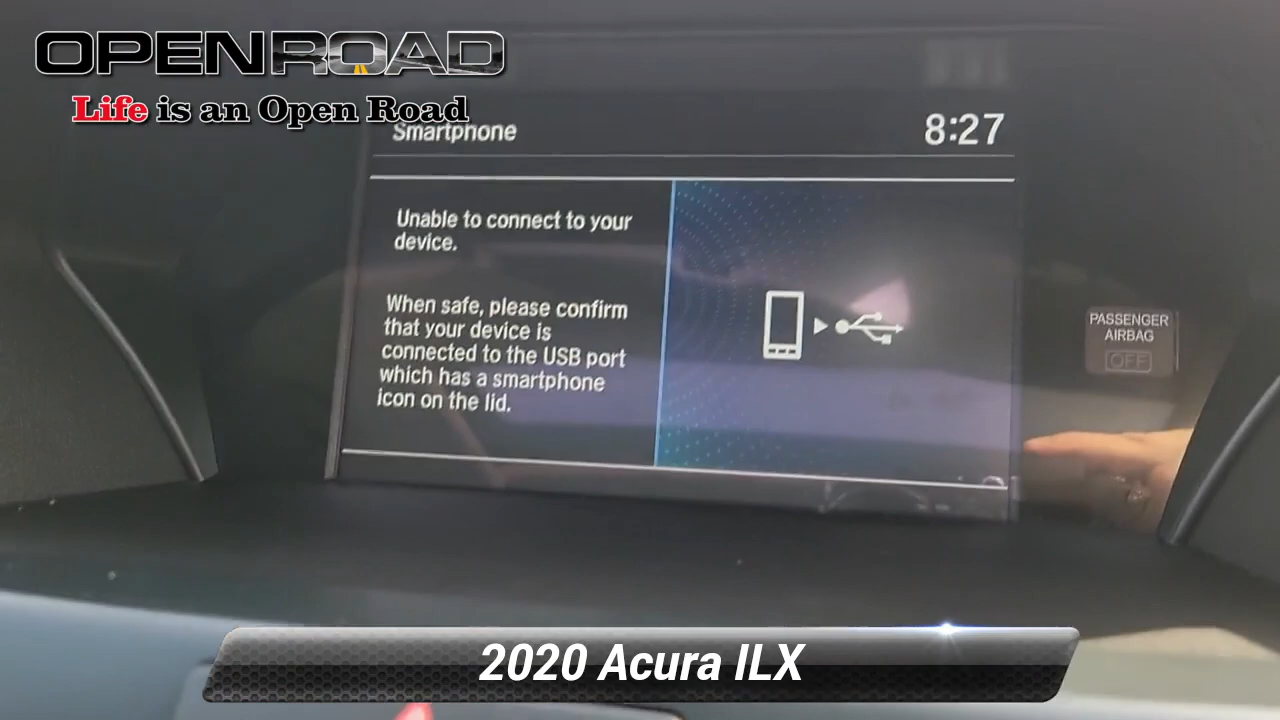 OPENROAD
Life is an Open Road
Smartphone
8:27
Unable to connect to your
device.
When safe, please confirm
that your device is
connected to the USB port
which has a smartphone
icon on the lid.
PASSENGER
AIRBAG
OFF
2020 Acura ILX